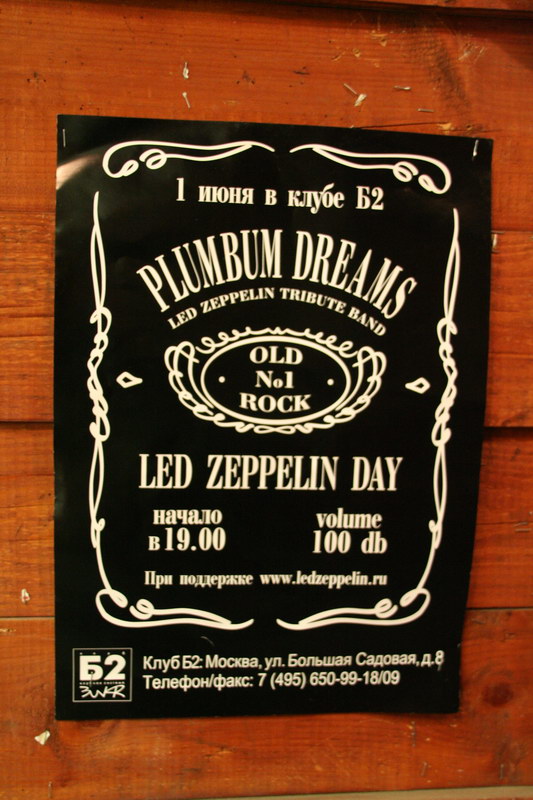 1 июня в клубе Б2
PLUMBUM DREAMS
LED ZEPPELIN TRIBUTE BAND
OLD
№1
ROCK
LED ZEPPELIN DAY
начало
в 19.00
volume
100 db
При поддержке www.ledzeppelin.ru
Б2
Клуб Б2: Москва, ул. Большая Садовая, д.8
Телефон/факс: 7 (495) 650-99-18/09